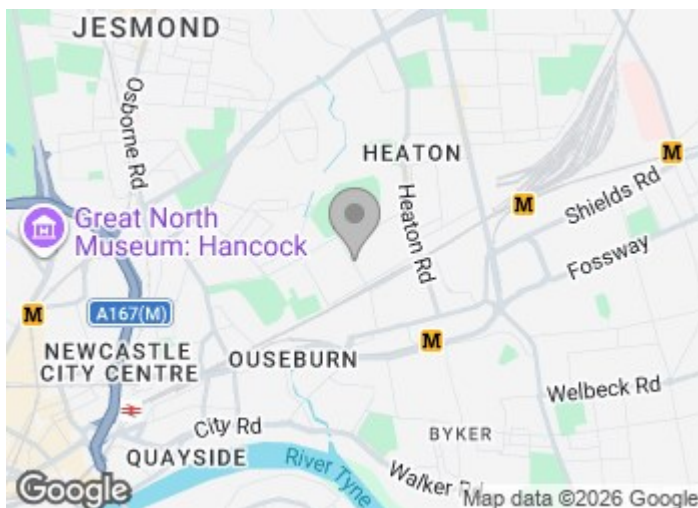 JESMOND
Osborne Rd
HEATON
Heaton Rd
M
M
Shields Rd
Great North
Museum: Hancock
Fossway
M
A167(M)
M
NEWCASTLE
CITY CENTRE
OUSEBURN
Welbeck Rd
City Rd
BYKER
QUAYSIDE
River Tyne
Walker Rd
Google
Map data ©2026 Google